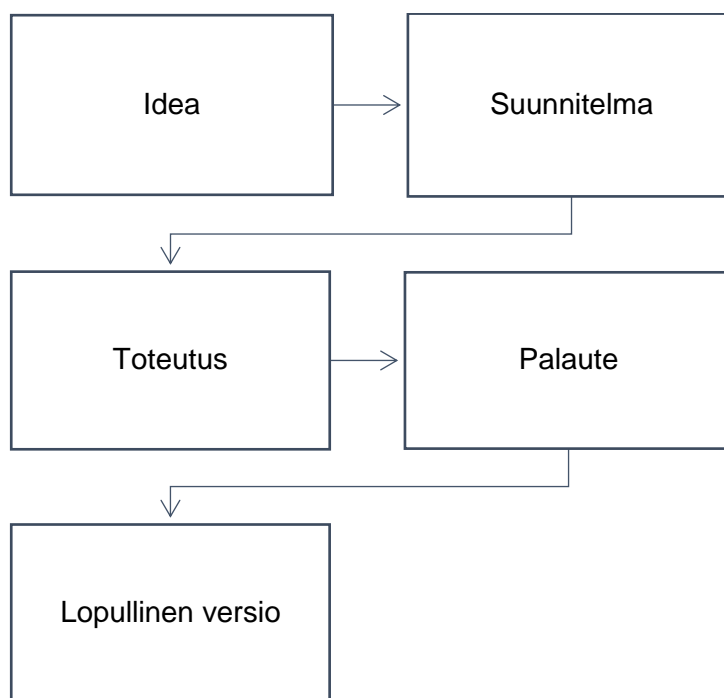 Idea
Suunnitelma
Toteutus
Palaute
Lopullinen versio